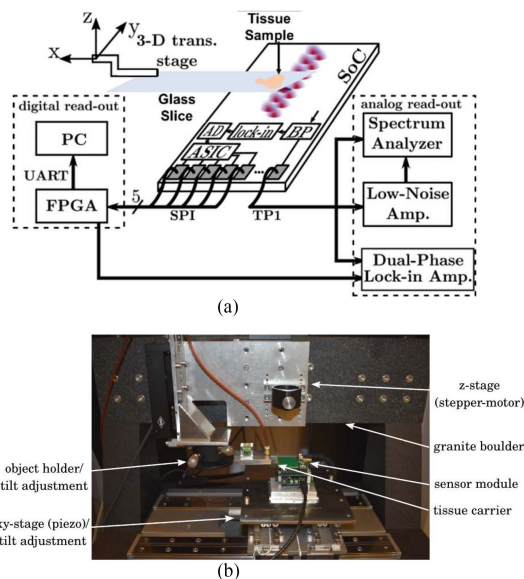 z
y
x
3-D trans.
stage
Tissue
Sample
SoC
Glass
Slice
AD
lock-in
BP
ASIC
...
digital read-out
PC
UART
FPGA
5
SPI
TP1
analog read-out
Spectrum
Analyzer
Low-Noise
Amp.
Dual-Phase
Lock-in Amp.
(a)
z-stage
(stepper-motor)
granite boulder
sensor module
tissue carrier
object holder/
tilt adjustment
xy-stage (piezo)/
tilt adjustment
(b)